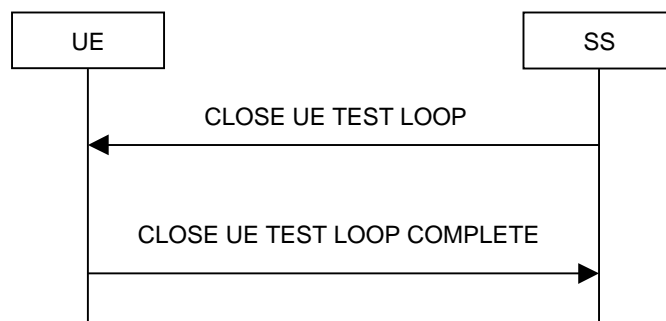 UE
SS
CLOSE UE TEST LOOP
CLOSE UE TEST LOOP COMPLETE